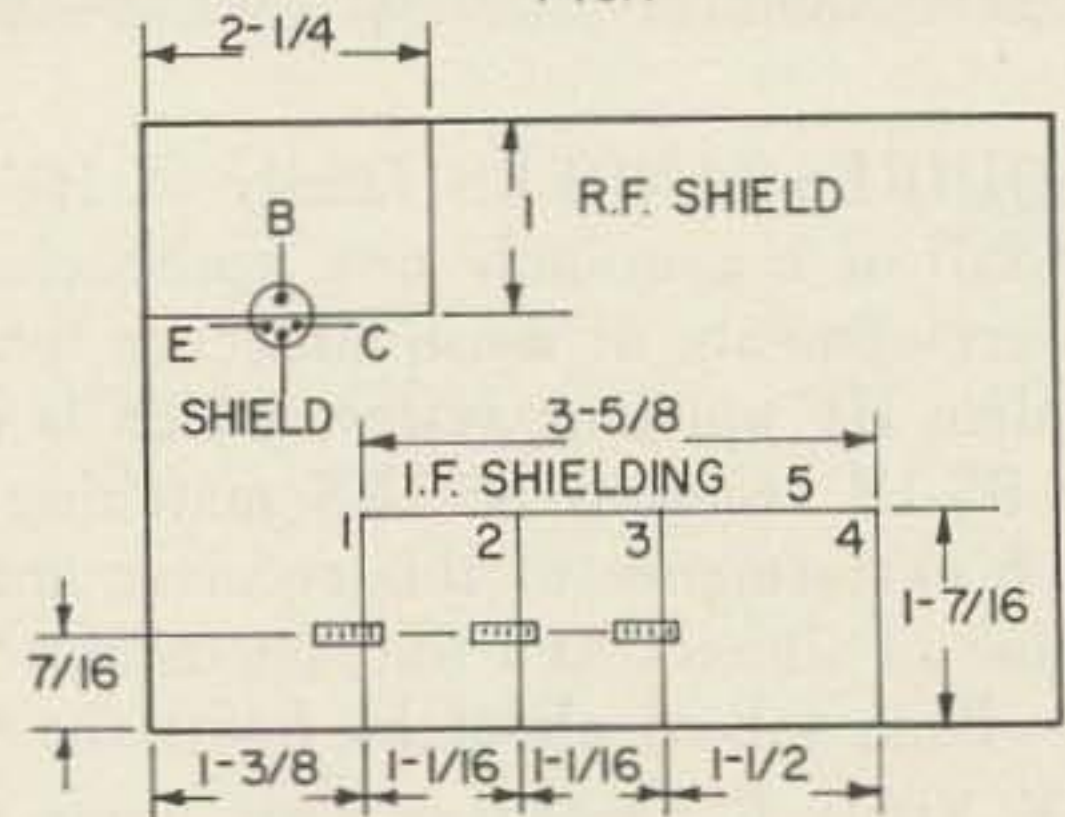 2-1/4
R.F. SHIELD
1
B
E
C
SHIELD
3-5/8
I.F. SHIELDING
5
1
2
3
4
1-7/16
7/16
1-3/8
1-1/16
1-1/16
1-1/2